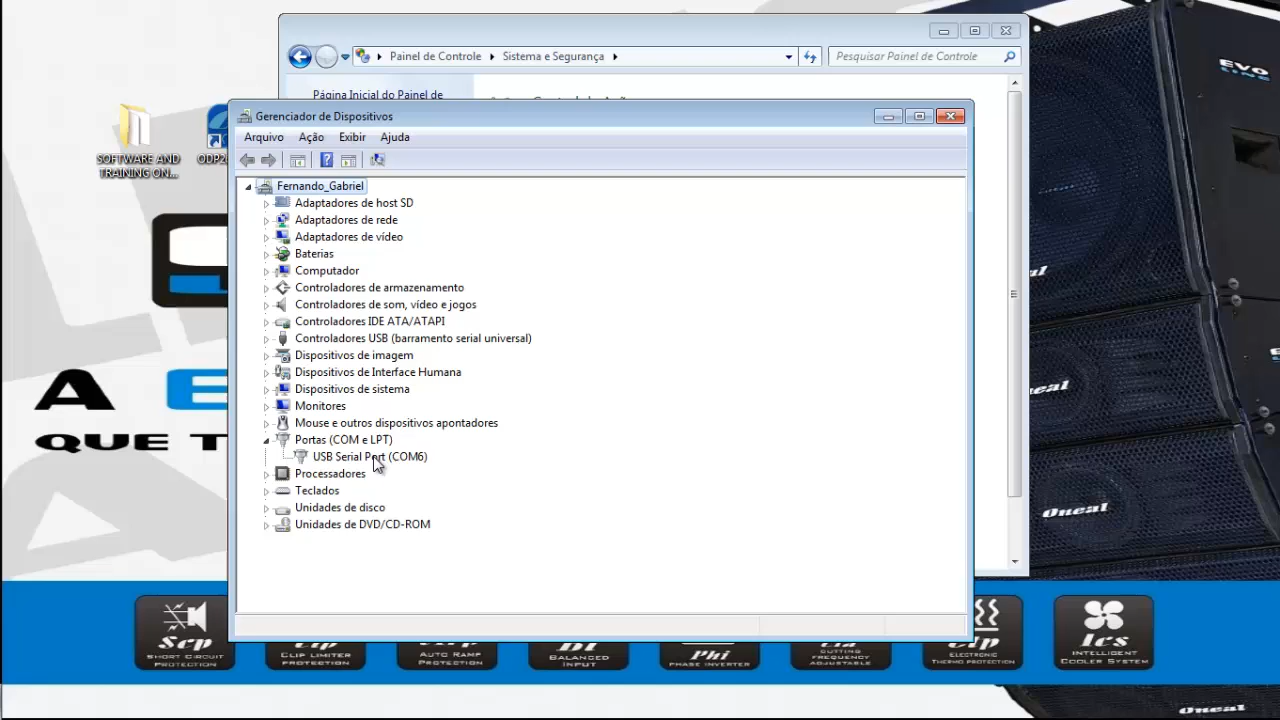 Painel de Controle
Sistema e Segurança
Pesquisar Painel de Controle
Página Inicial do Painel de
Gerenciador de Dispositivos
Arquivo
Ação
Exibir
Ajuda
Fernando_Gabriel
Adaptadores de host SD
Adaptadores de rede
Adaptadores de vídeo
Baterias
Computador
Controladores de armazenamento
Controladores de som, vídeo e jogos
Controladores IDE ATA/ATAPI
Controladores USB (barramento serial universal)
Dispositivos de imagem
Dispositivos de Interface Humana
Dispositivos de sistema
Monitores
Mouse e outros dispositivos apontadores
Portas (COM e LPT)
USB Serial Port (COM6)
Processadores
Teclados
Unidades de disco
Unidades de DVD/CD-ROM
SOFTWARE AND
TRAINING ON...
A
QUE
EVO
LINE
Oneal
Oneal
Oneal
Scp
SHORT CIRCUIT
PROTECTION
CLIP LIMITER
PROTECTION
AUTO RAMP
PROTECTION
BALANCED
INPUT
Phi
PHASE INVERTER
CUTTING
FREQUENCY
ADJUSTABLE
ELECTRONIC
THERMO PROTECTION
Ics
INTELLIGENT
COOLER SYSTEM